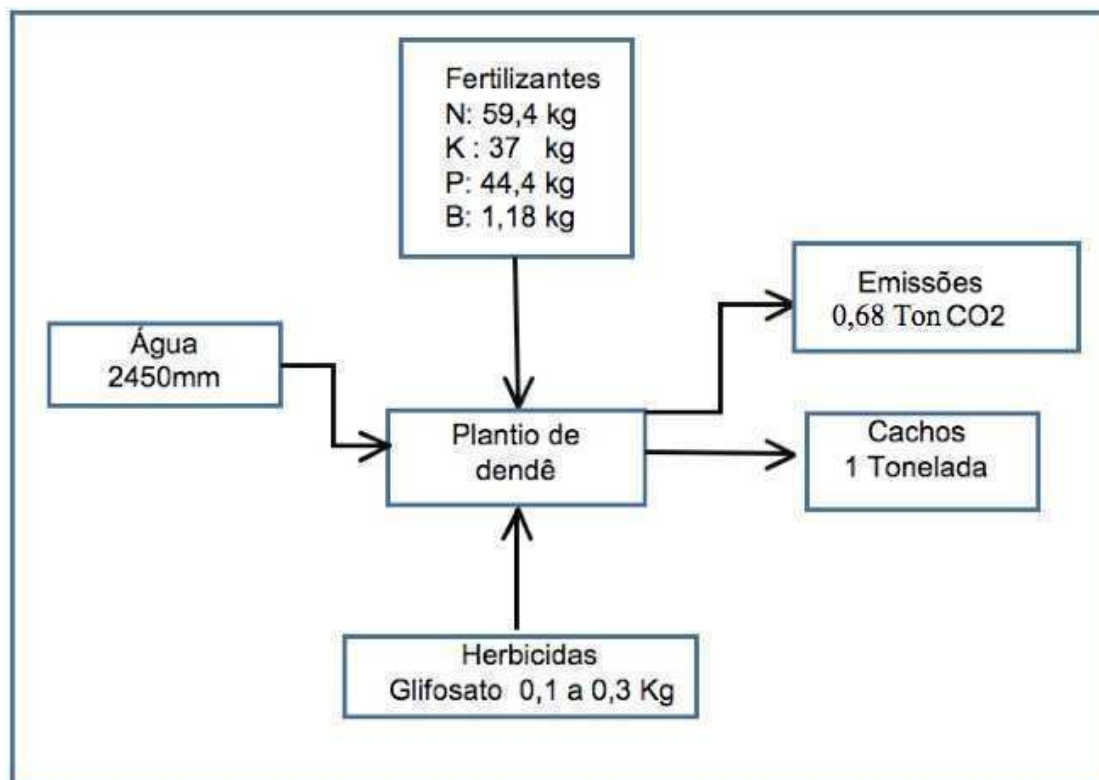 Fertilizantes
N: 59,4 kg
K : 37 kg
P: 44,4 kg
B: 1,18 kg
Emissões
0,68 Ton CO2
Água
2450mm
Plantio de
dendê
Cachos
1 Tonelada
Herbicidas
Glifosato 0,1 a 0,3 Kg